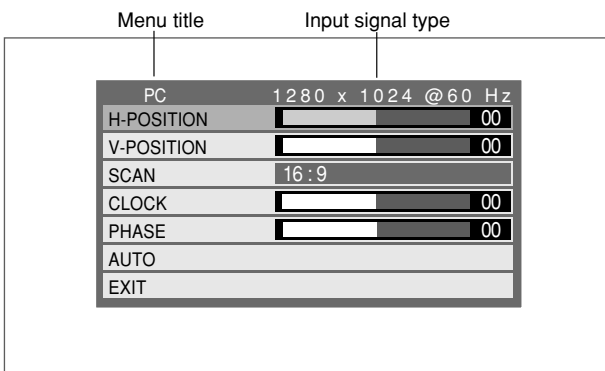 Menu title Input signal type
PC 1280 x 1024 @60 Hz
H-POSITION 00
V-POSITION 00
SCAN 16:9
CLOCK 00
PHASE 00
AUTO
EXIT